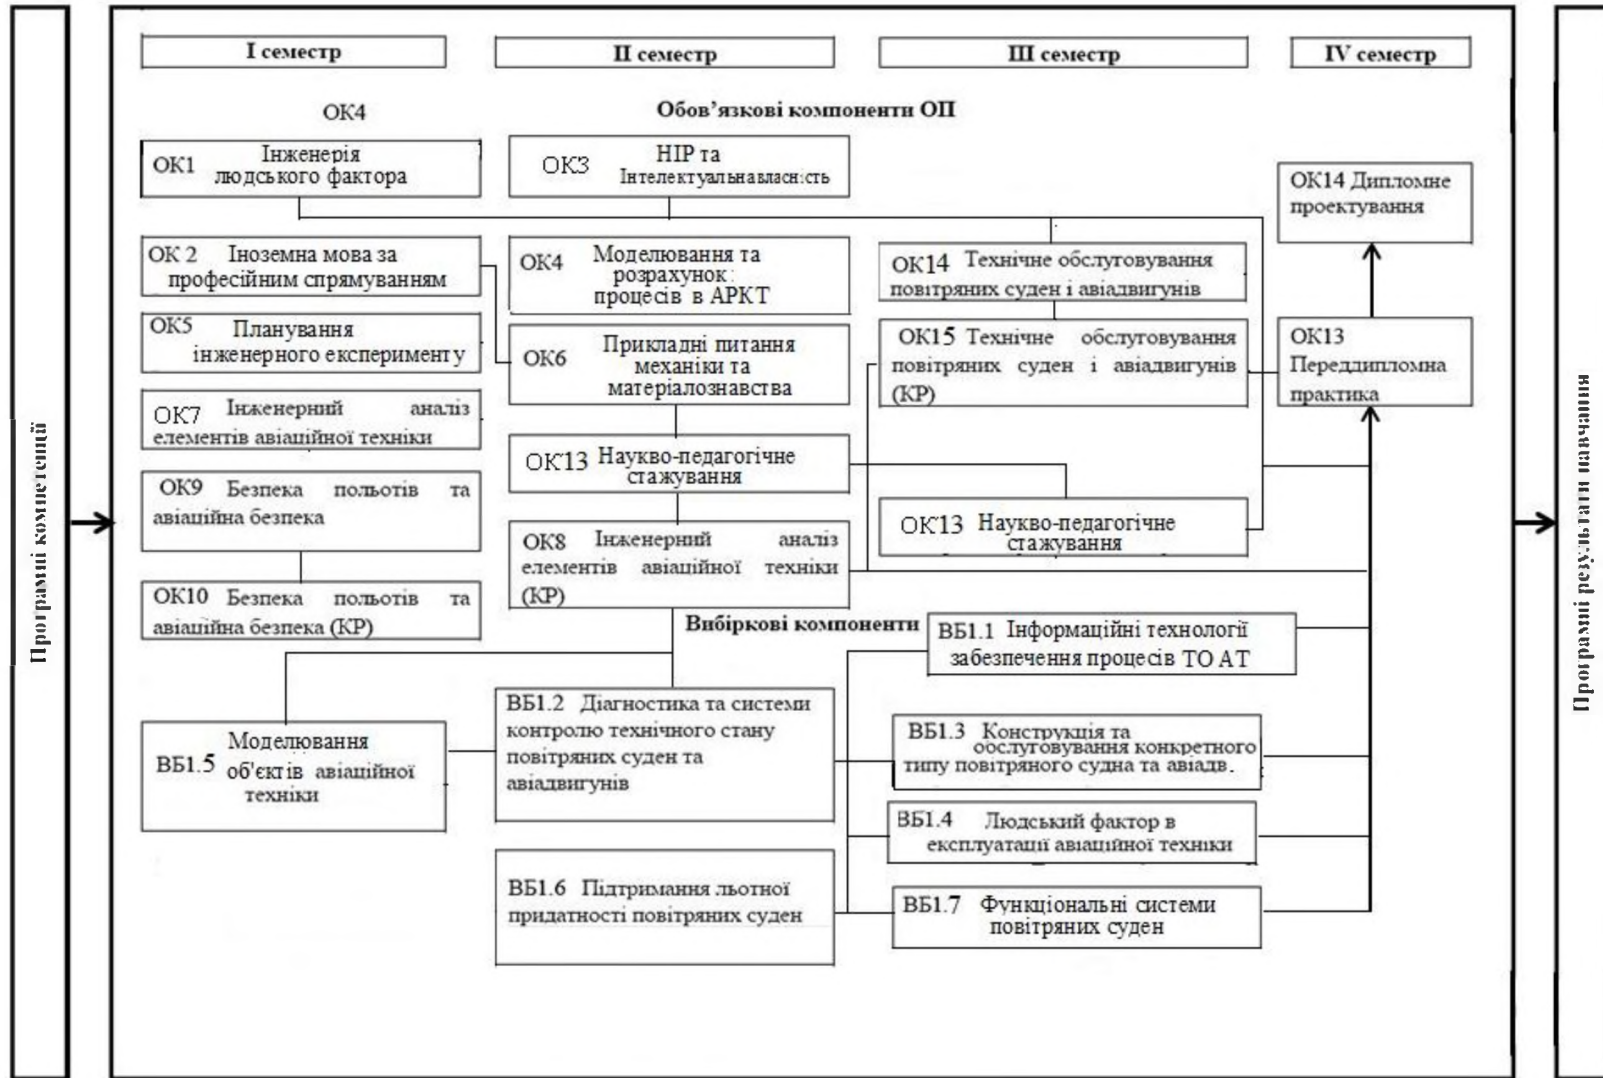 I семестр
II семестр
III семестр
IV семестр
ОК4
Обов’язкові компоненти ОП
ОК1 Інженерія
людського фактора
ОК3 НІР та
Інтелектуальнавласність
ОК14 Дипломне
проектування
ОК 2 Іноземна мова за
професійним спрямуванням
ОК4 Моделювання та
розрахунок:
процесів в АРКТ
ОК14 Технічне обслуговування
повітряних суден і авіадвигунів
ОК5 Планування
інженерного експерименту
ОК6 Прикладні питання
механіки та
матеріалознавства
ОК15 Технічне обслуговування
повітряних суден і авіадвигунів
(КР)
ОК13
Переддипломна
практика
ОК7 Інженерний аналіз
елементів авіаційної техніки
ОК13 Науково-педагогічне
стажування
ОК9 Безпека польотів та
авіаційна безпека
ОК8 Інженерний аналіз
елементів авіаційної техніки
(КР)
ОК13 Науково-педагогічне
стажування
ОК10 Безпека польотів та
авіаційна безпека (КР)
Вибіркові компоненти
ВБ1.1 Інформаційні технології
забезпечення процесів ТО АТ
ВБ1.5 Моделювання
об'єктів авіаційної
техніки
ВБ1.2 Діагностика та системи
контролю технічного стану
повітряних суден та
авіадвигунів
ВБ1.3 Конструкція та
обслуговування конкретного
типу повітряного судна та авіадв.
ВБ1.4 Людський фактор в
експлуатації авіаційної техніки
ВБ1.6 Підтримання льотної
придатності повітряних суден
ВБ1.7 Функціональні системи
повітряних суден
Програмні компетенції
Програмні результати навчання